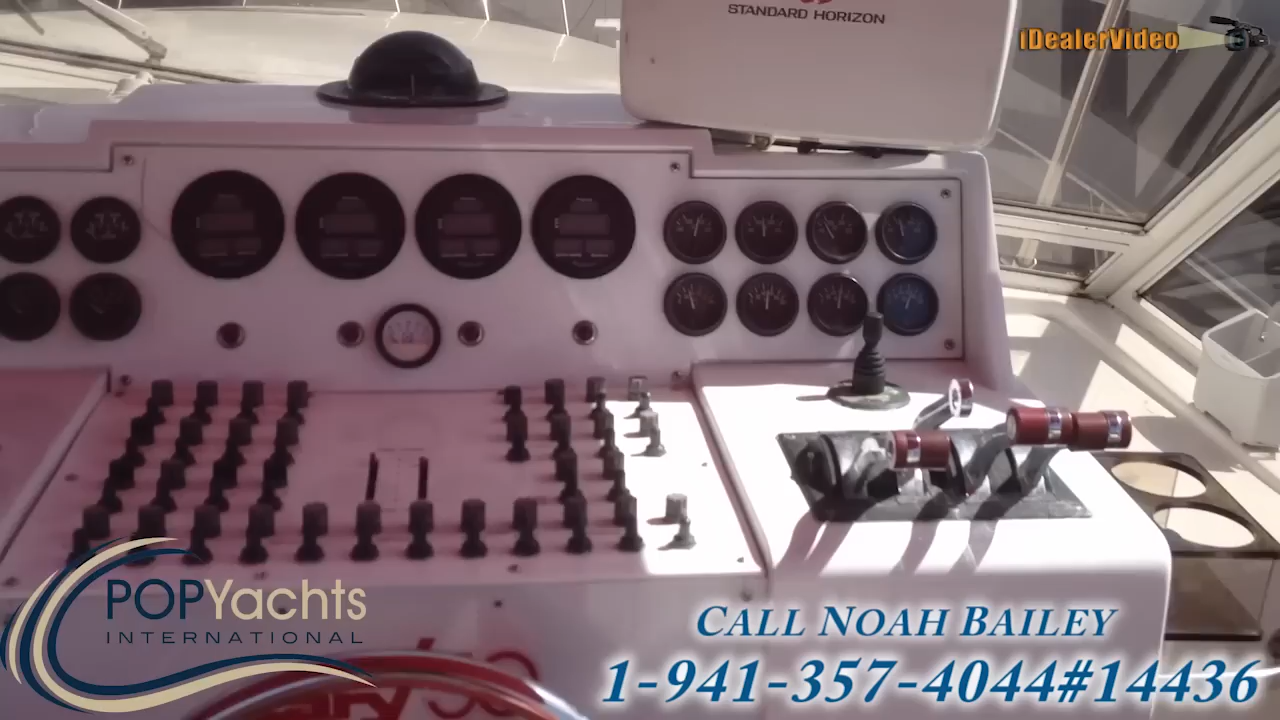 STANDARD HORIZON
iDealerVideo
POPYachts
INTERNATIONAL
CALL NOAH BAILEY
1-941-357-4044#14436